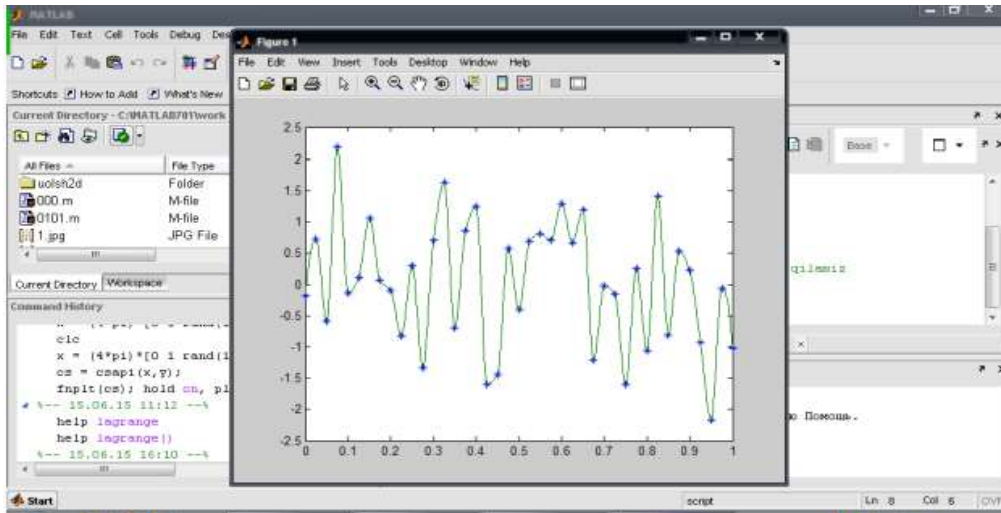 MATLAB
File Edit Text Cell Tools Debug
Shortcuts How to Add What's New
Current Directory - C:\MATLAB701\work
All Files File Type
uolsh2d Folder
000.m M-file
0101.m M-file
1.jpg JPG File
Current Directory Workspace
Command History
clc
x = (4*pi)*[0 1 rand(1
cs = csapi(x,y);
fnplt(cs); hold on, pl
%-- 15.06.15 11:12 --%
help lagrange
help lagrange()
%-- 15.06.15 16:10 --%
Start
Figure 1
File Edit View Insert Tools Desktop Window Help
2.5
2
1.5
1
0.5
0
-0.5
-1
-1.5
-2
-2.5
0 0.1 0.2 0.3 0.4 0.5 0.6 0.7 0.8 0.9 1
Base
qilamiz
Помощь.
script Ln 8 Col 6 OVR